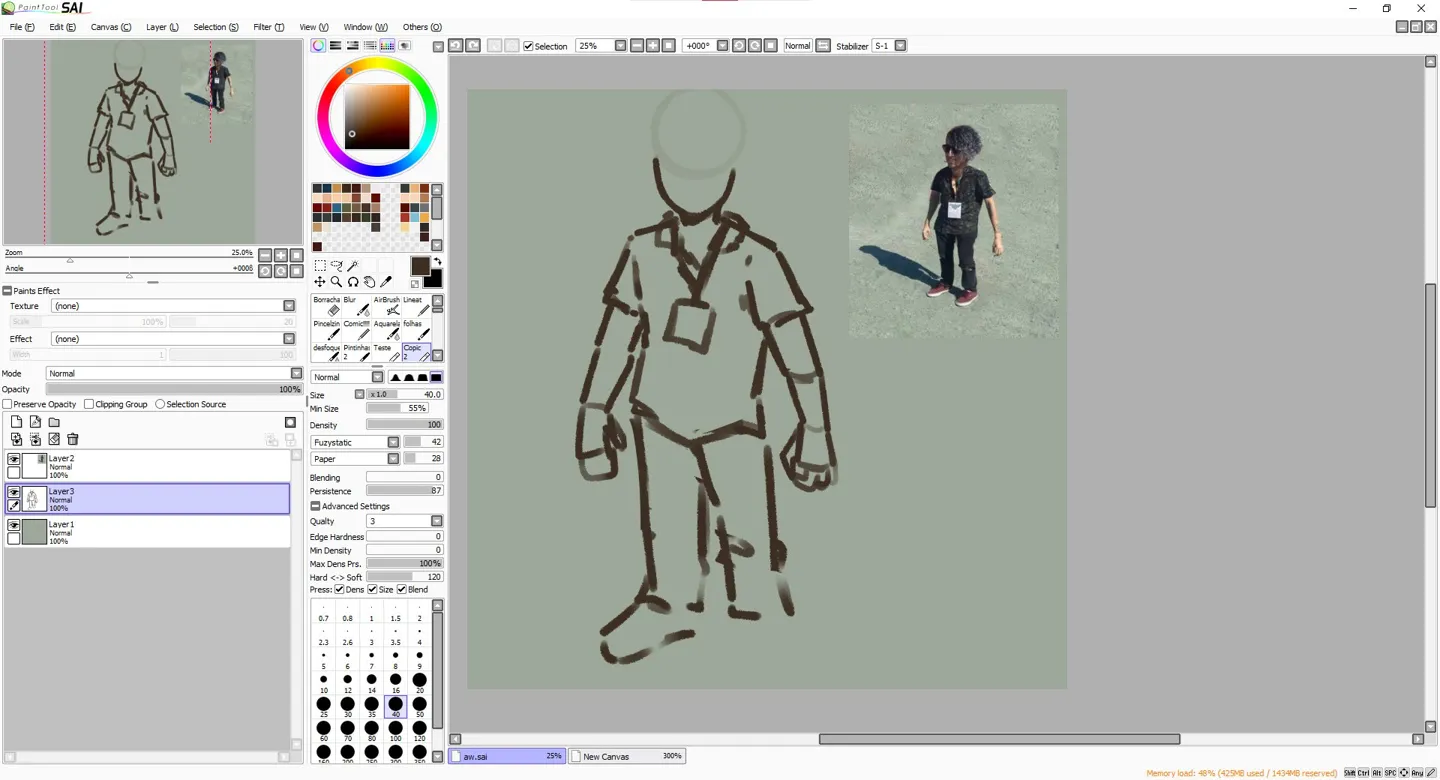 PaintTool SAI
File (F) Edit (E) Canvas (C) Layer (L) Selection (S) Filter (T) View (V) Window (W) Others (O)
Selection 25% +000° Normal Stabilizer S-1
Zoom 25.0%
Angle +000ß
Paints Effect
Texture (none)
Scale 100% 20
Effect (none)
Width 1 100
Mode Normal
Opacity 100%
Preserve Opacity Clipping Group Selection Source
Layer2
Normal
100%
Layer3
Normal
100%
Layer1
Normal
100%
Borracha Blur AirBrush Lineat
Pincelzin Comic!!!! Aquarela folhas
desfoque Pintinhas Teste Copic
2 2
Normal
Size x 1.0 40.0
Min Size 55%
Density 100
Fuzystatic 42
Paper 28
Blending 0
Persistence 87
Advanced Settings
Qualty 3
Edge Hardness 0
Min Density 0
Max Dens Prs. 100%
Hard <-> Soft 120
Press: Dens Size Blend
0.7 0.8 1 1.5 2
2.3 2.6 3 3.5 4
5 6 7 8 9
10 12 14 16 20
25 30 35 40 50
60 70 80 100 120
160 200 250 300 350
aw.sai 25% New Canvas 300%
Memory load: 48% (425MB used / 1434MB reserved) Shift Ctrl Alt SPC Any